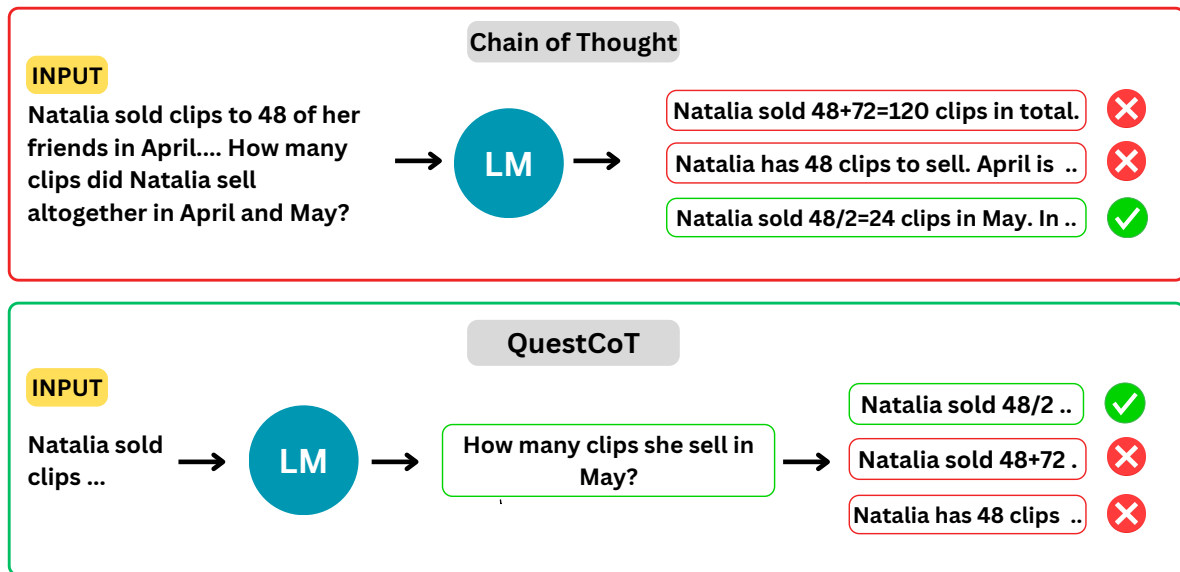 Chain of Thought
INPUT
Natalia sold clips to 48 of her
friends in April.... How many
clips did Natalia sell
altogether in April and May?
LM
Natalia sold 48+72=120 clips in total.
Natalia has 48 clips to sell. April is ..
Natalia sold 48/2=24 clips in May. In ..
QuestCoT
INPUT
Natalia sold
clips ...
LM
How many clips she sell in
May?
Natalia sold 48/2 ..
Natalia sold 48+72 .
Natalia has 48 clips ..